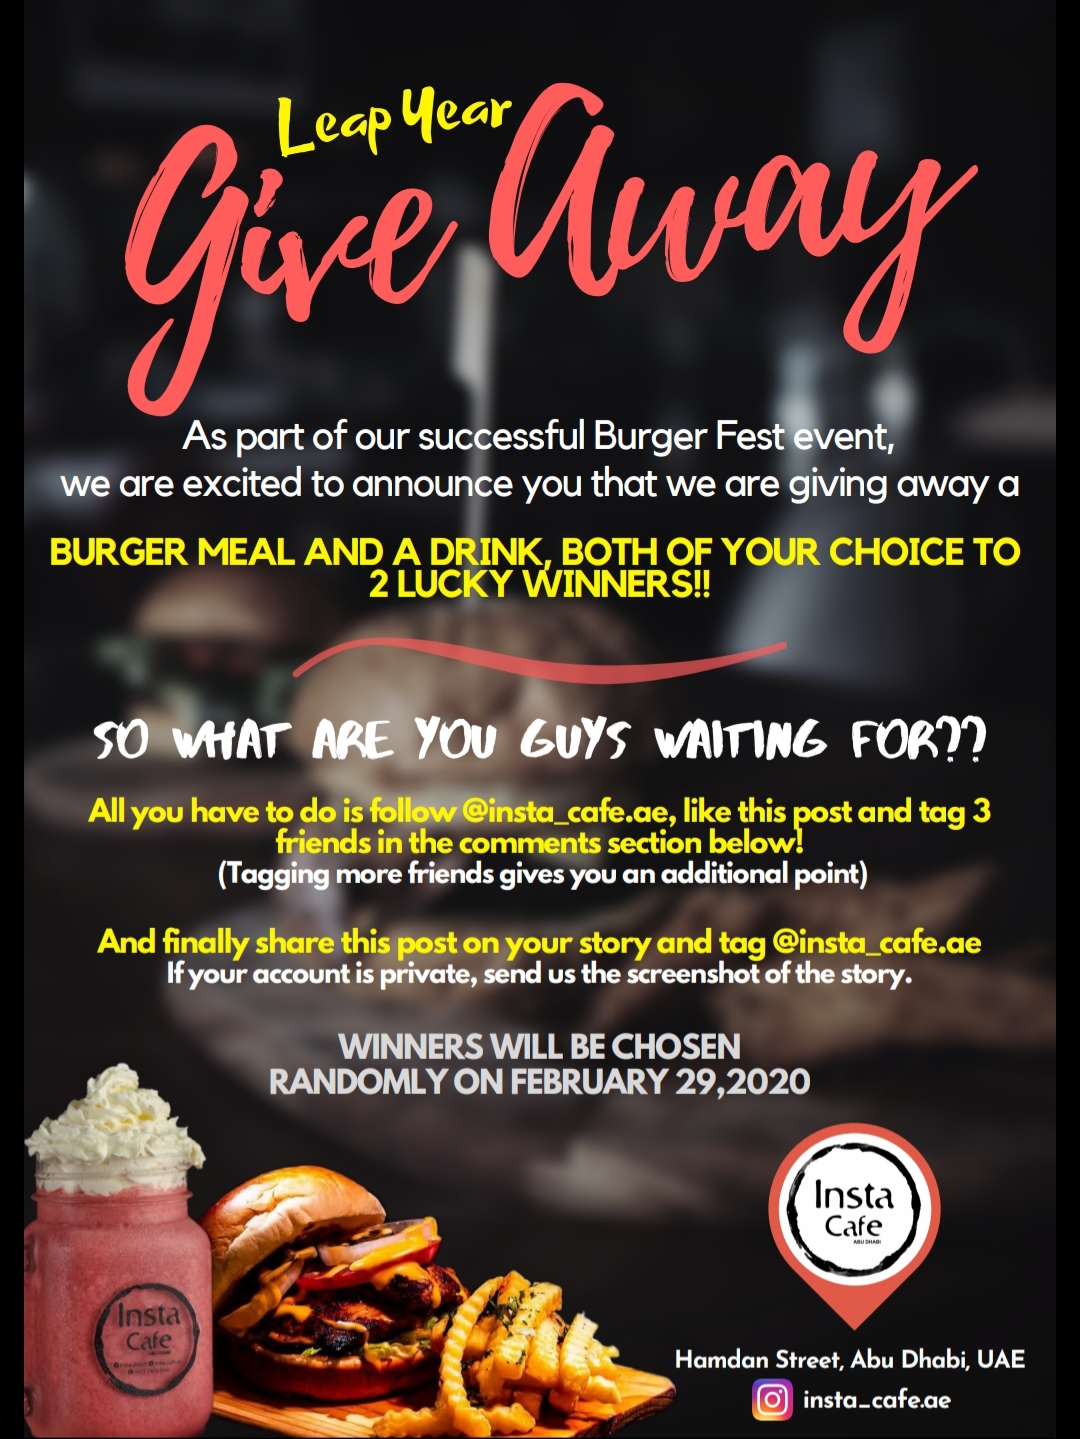 Leap Year
Give Away
As part of our successful Burger Fest event,
we are excited to announce you that we are giving away a
BURGER MEAL AND A DRINK, BOTH OF YOUR CHOICE TO
2 LUCKY WINNERS!!
SO WHAT ARE YOU GUYS WAITING FOR??
All you have to do is follow @insta_cafe.ae, like this post and tag 3
friends in the comments section below!
(Tagging more friends gives you an additional point)
And finally share this post on your story and tag @insta_cafe.ae
If your account is private, send us the screenshot of the story.
WINNERS WILL BE CHOSEN
RANDOMLY ON FEBRUARY 29,2020
Insta
Cafe
ABU DHABI
Insta
Cafe
Hamdan Street, Abu Dhabi, UAE
insta_cafe.ae